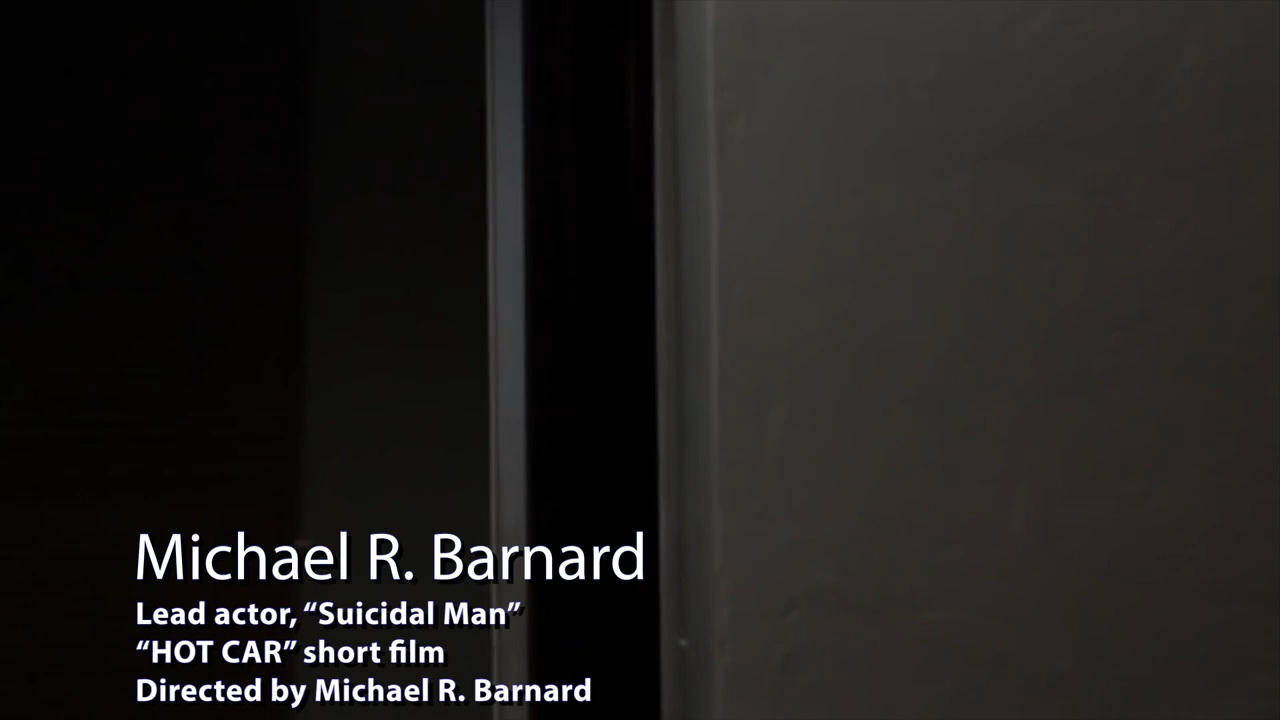 Michael R. Barnard
Lead actor, “Suicidal Man”
“HOT CAR” short film
Directed by Michael R. Barnard